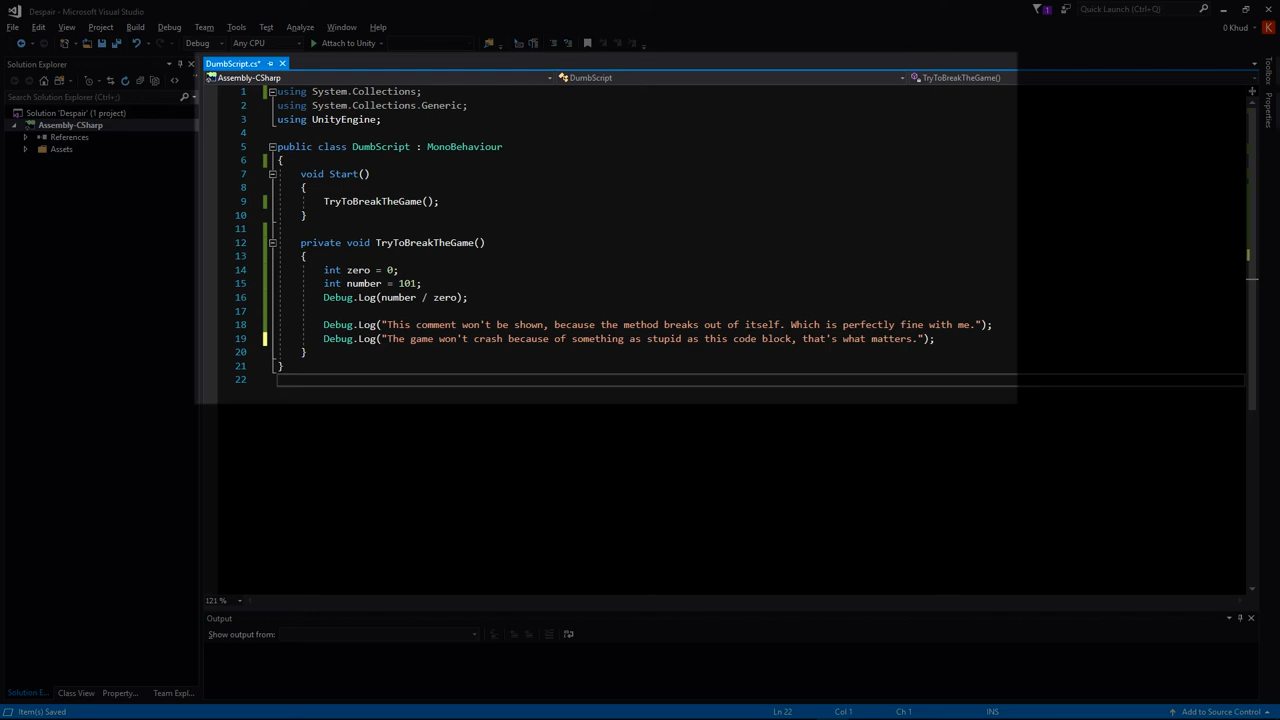 Despair - Microsoft Visual Studio
1
Quick Launch (Ctrl+Q)
File Edit View Project Build Debug Team Tools Test Analyze Window Help
0 Khud
K
Debug Any CPU Attach to Unity
Solution Explorer
DumbScript.cs*
Assembly-CSharp DumbScript TryToBreakTheGame()
Search Solution Explorer (Ctrl+;)
Solution 'Despair' (1 project)
Assembly-CSharp
References
Assets
Toolbox
Properties
1 using System.Collections;
2 using System.Collections.Generic;
3 using UnityEngine;
4
5 public class DumbScript : MonoBehaviour
6 {
7 void Start()
8 {
9 TryToBreakTheGame();
10 }
11
12 private void TryToBreakTheGame()
13 {
14 int zero = 0;
15 int number = 101;
16 Debug.Log(number / zero);
17
18 Debug.Log("This comment won't be shown, because the method breaks out of itself. Which is perfectly fine with me.");
19 Debug.Log("The game won't crash because of something as stupid as this code block, that's what matters.");
20 }
21 }
22
121 %
Output
Show output from:
Solution E... Class View Property... Team Expl...
Item(s) Saved Ln 22 Col 1 Ch 1 INS Add to Source Control